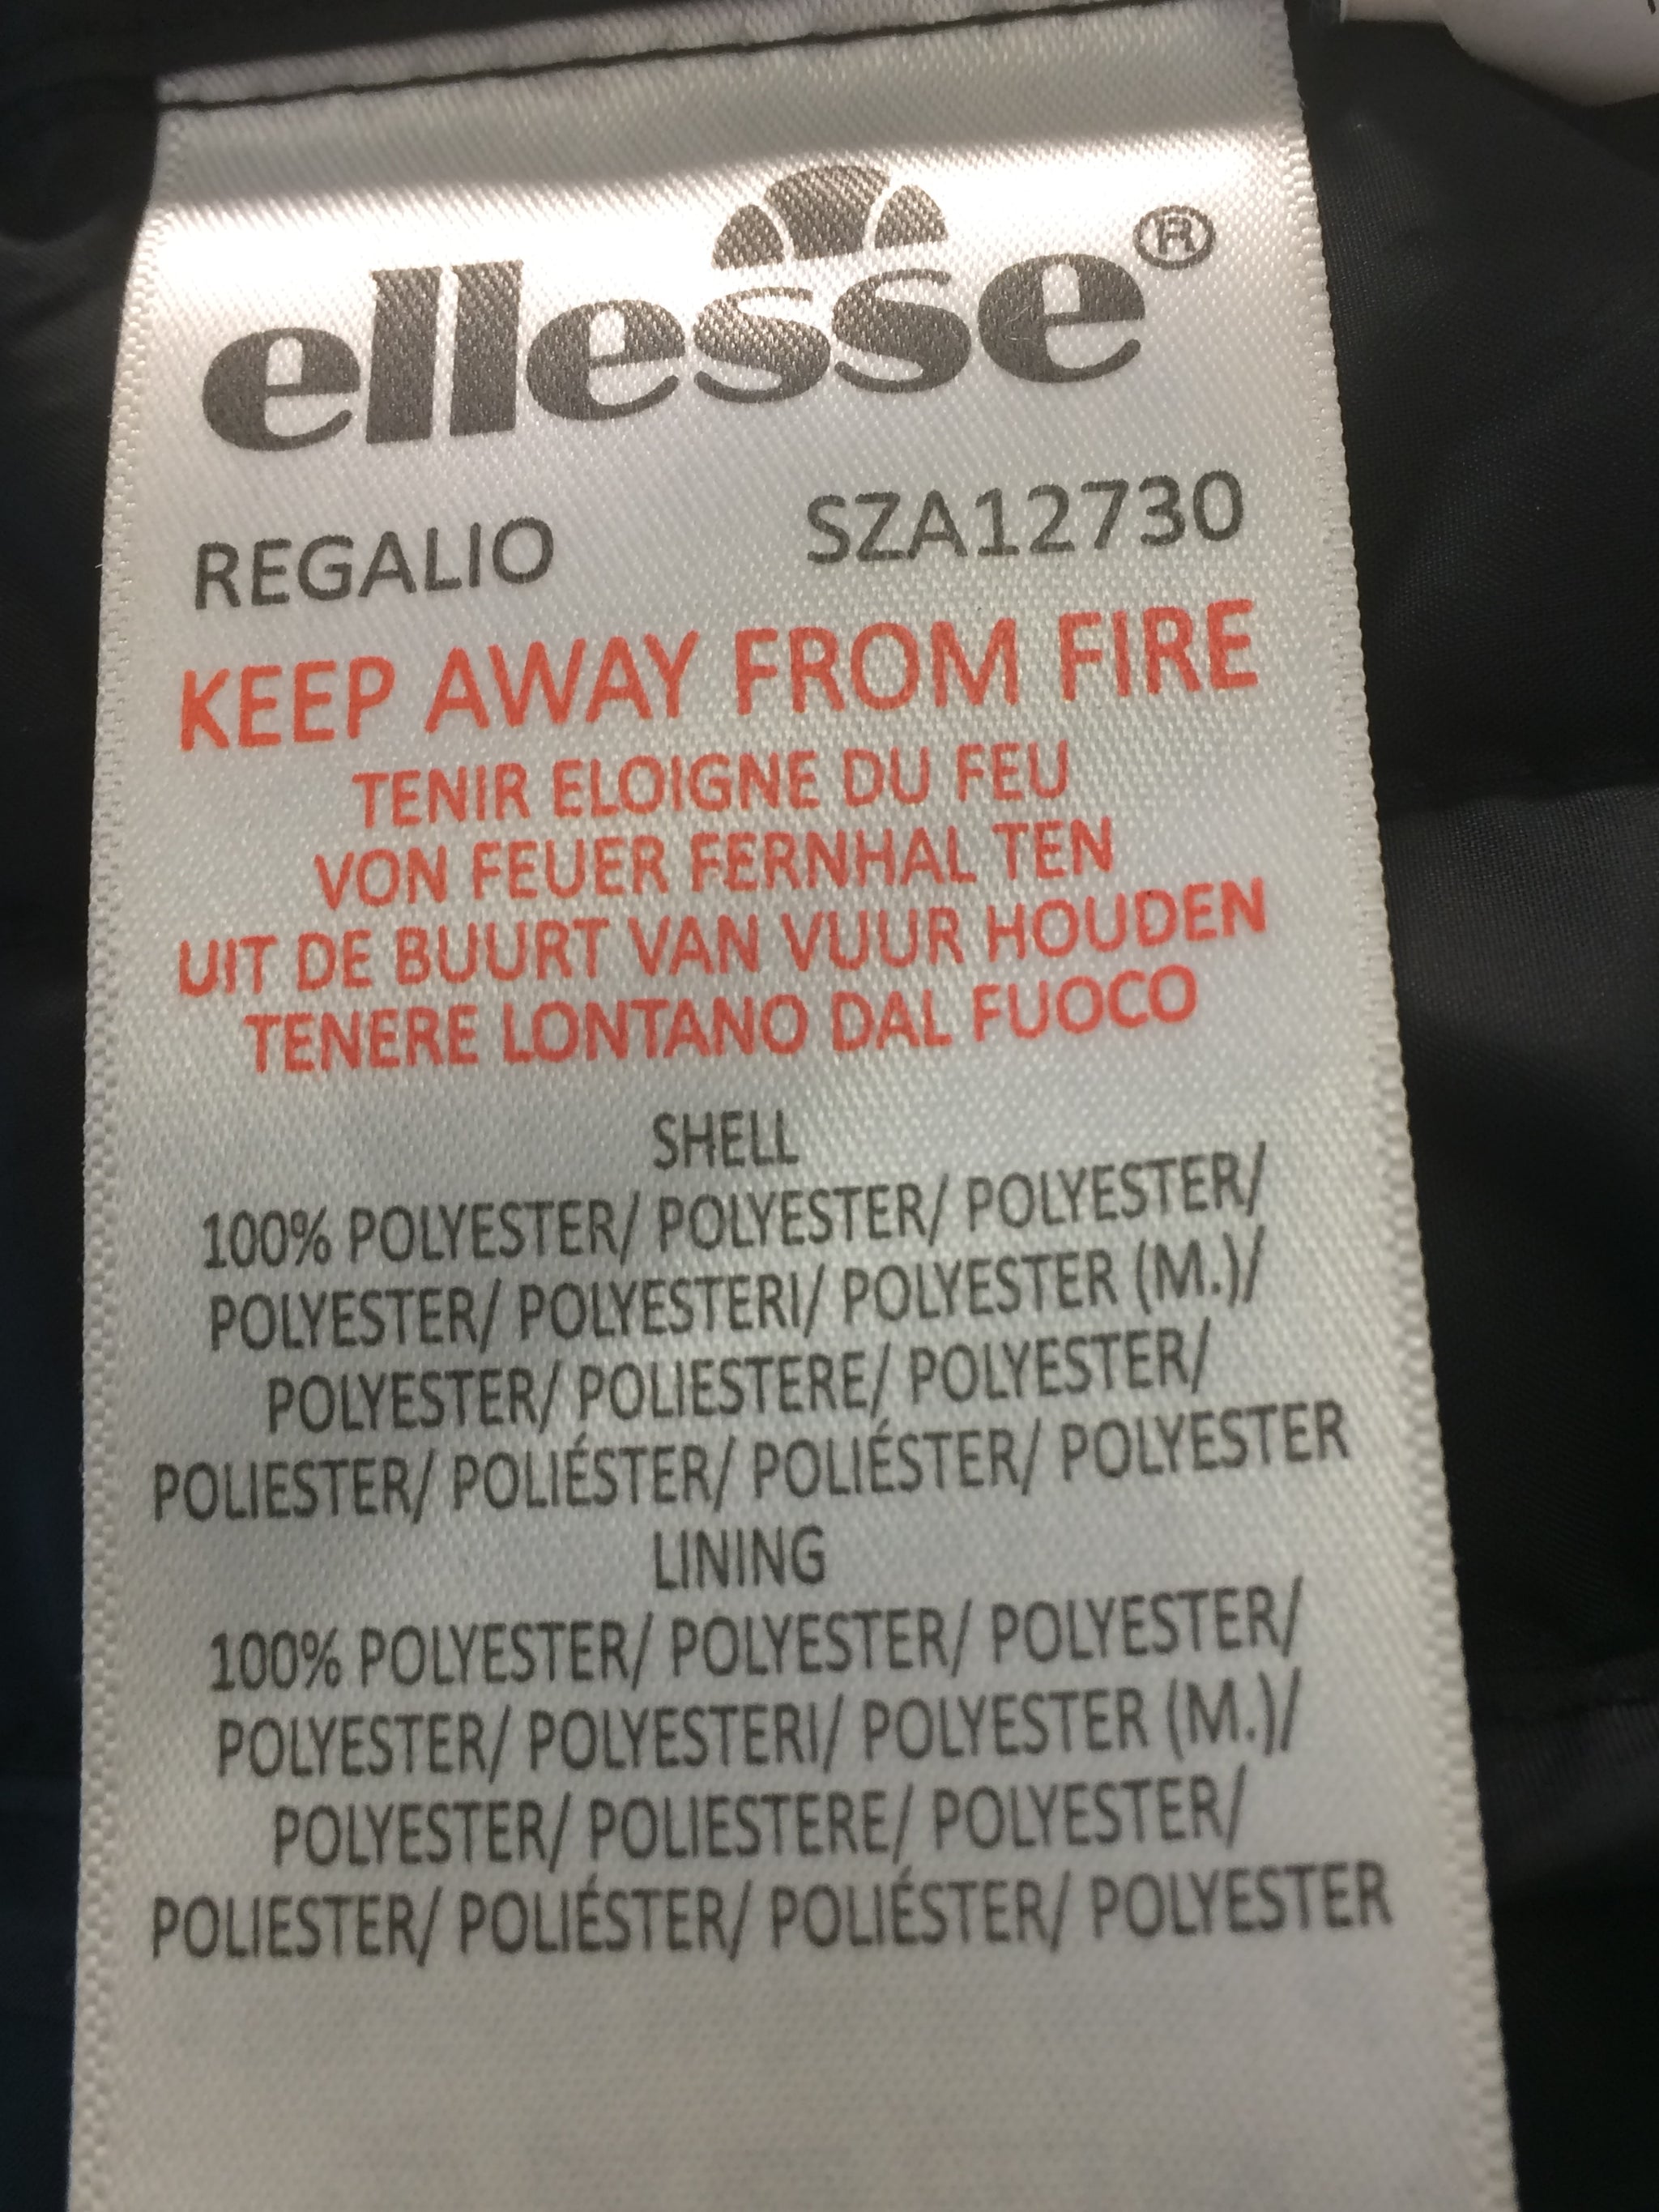 ellesse®
REGALIO SZA12730
KEEP AWAY FROM FIRE
TENIR ELOIGNE DU FEU
VON FEUER FERNHAL TEN
UIT DE BUURT VAN VUUR HOUDEN
TENERE LONTANO DAL FUOCO
SHELL
100% POLYESTER/ POLYESTER/ POLYESTER/
POLYESTER/ POLYESTERI/ POLYESTER (M.)/
POLYESTER/ POLIESTERE/ POLYESTER/
POLIESTER/ POLIÉSTER/ POLIÉSTER/ POLYESTER
LINING
100% POLYESTER/ POLYESTER/ POLYESTER/
POLYESTER/ POLYESTERI/ POLYESTER (M.)/
POLYESTER/ POLIESTERE/ POLYESTER/
POLIESTER/ POLIÉSTER/ POLIÉSTER/ POLYESTER